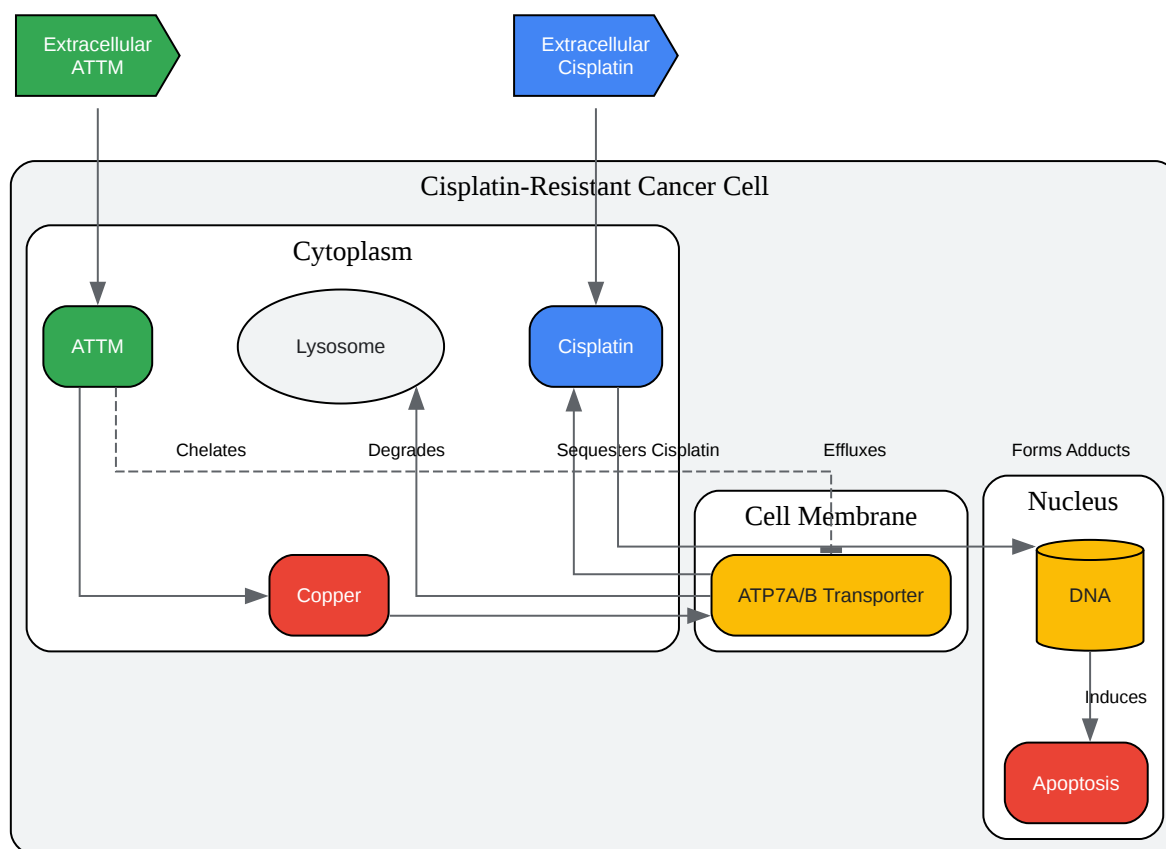 Extracellular
ATTM
Extracellular
Cisplatin
Cisplatin-Resistant Cancer Cell
Cytoplasm
ATTM
Lysosome
Cisplatin
Chelates
Degrades
Sequesters Cisplatin
Effluxes
Forms Adducts
Nucleus
Cell Membrane
Copper
ATP7A/B Transporter
DNA
Induces
Apoptosis